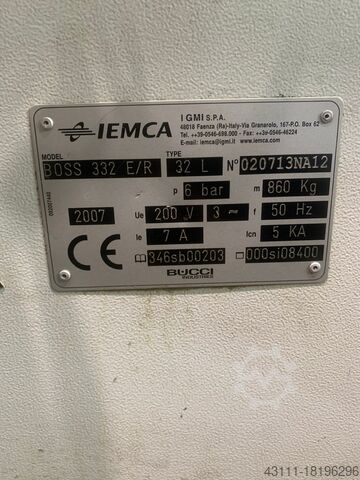 IEMCA
I GMI S.P.A.
48018 Faenza (Ra)-Italy-Via Granarolo, 167-P.O. Box 62
Tel. ++39-0546-698.000 - Fax ++39-0546-46224
E-mail: iemca@igmi.it www.iemca.com
MODEL TYPE
BOSS 332 E/R 32 L N° 020713NA12
p 6 bar m 860 Kg
2007 Ue 200 V 3 f 50 Hz
Ie 7 A Icn 5 KA
CE
346sb00203 000si08400
BUCCI
INDUSTRIES
43111-18196296